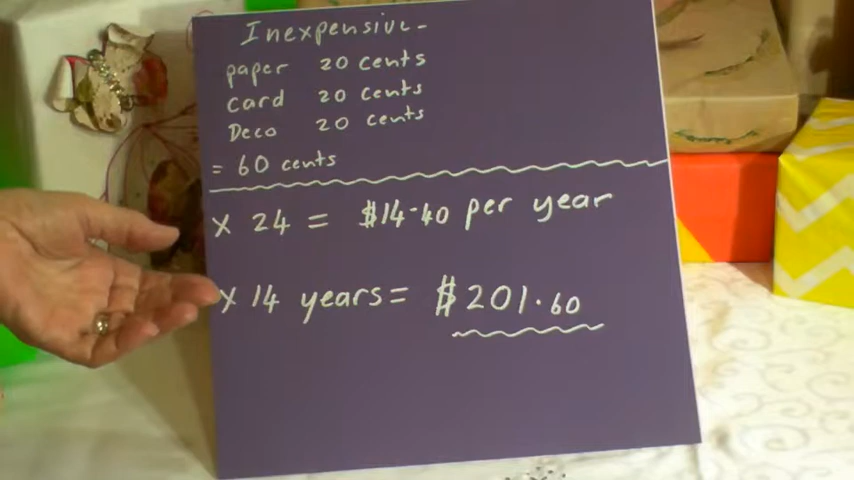 Inexpensive-
paper 20 cents
card 20 cents
Deco 20 cents
= 60 cents
x 24 = $14.40 per year
x 14 years = $201.60